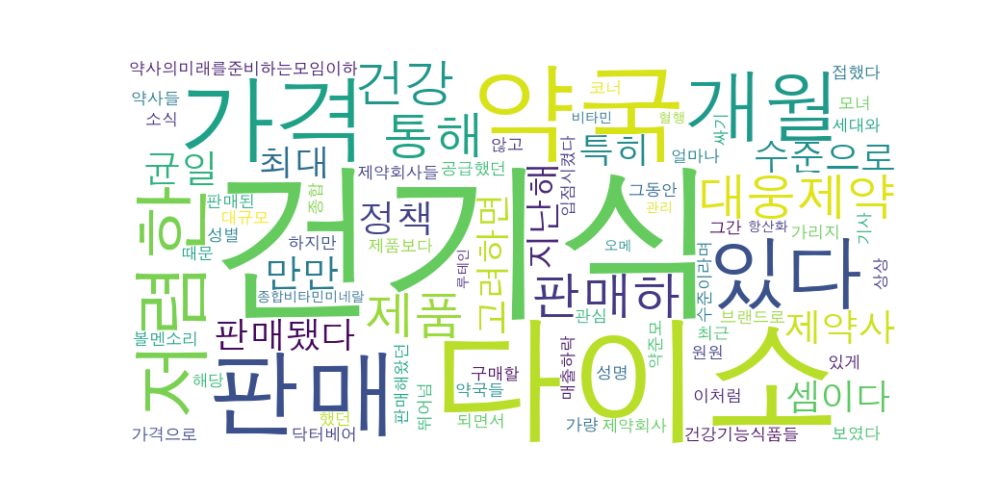 약사의미래를준비하는모임이하
건강
약국
코너
개월
접했다
약사들
가격
비타민
혈행
모녀
소식
통해
않고
특히
싸기
세대와
균일
최대
제약회사들
공급했던
입점시켰다
얼마나
수준으로
저렴한
판매된
종합
정책
지난해
그동안
대웅제약
대규모
건기식
고려하면
관리
성별
그간
항산화
가리지
기사
때문
하지만
제품보다
루테인
오메
수준이라며
있다
만만
판매하
상상
종합비타민미네랄
제품
관심
브랜드로
제약사
볼멘소리
판매됐다
다이소
약준모
최근
원원
판매
판매해왔던
매출하락
있게
해당
뛰어넘
구매할
성명
이처럼
셈이다
약국들
했던
되면서
가격으로
닥터베어
가량
제약회사
건강기능식품들
보였다